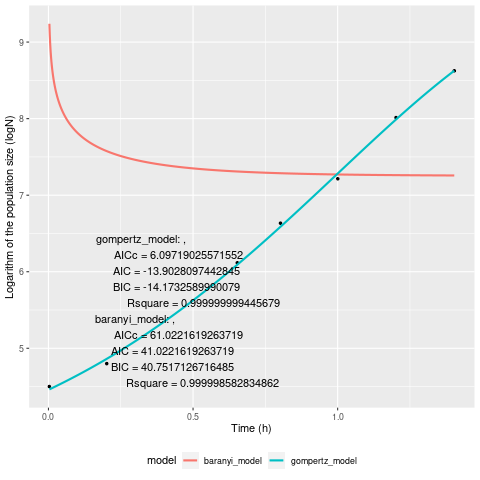 Logarithm of the population size (logN)
9
8
7
6
5
gompertz_model: ,
AICc = 6.09719025571552
AIC = -13.9028097442845
BIC = -14.1732589990079
Rsquare = 0.999999999445679
baranyi_model: ,
AICc = 61.0221619263719
AIC = 41.0221619263719
BIC = 40.7517126716485
Rsquare = 0.999998582834862
0.0 0.5 1.0
Time (h)
model baranyi_model gompertz_model